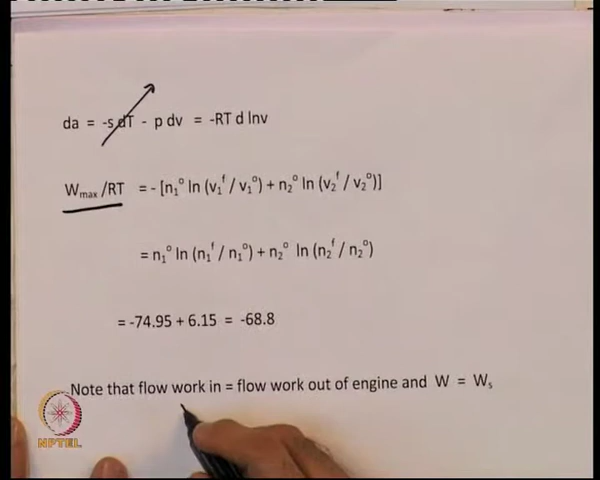 da = -s dT - p dv = -RT d lnv
Wmax /RT = - [n₁° ln (v₁ᶠ / v₁°) + n₂° ln (v₂ᶠ / v₂°)]
= n₁° ln (n₁ᶠ / n₁°) + n₂° ln (n₂ᶠ / n₂°)
= -74.95 + 6.15 = -68.8
Note that flow work in = flow work out of engine and W = Wₛ
NPTEL